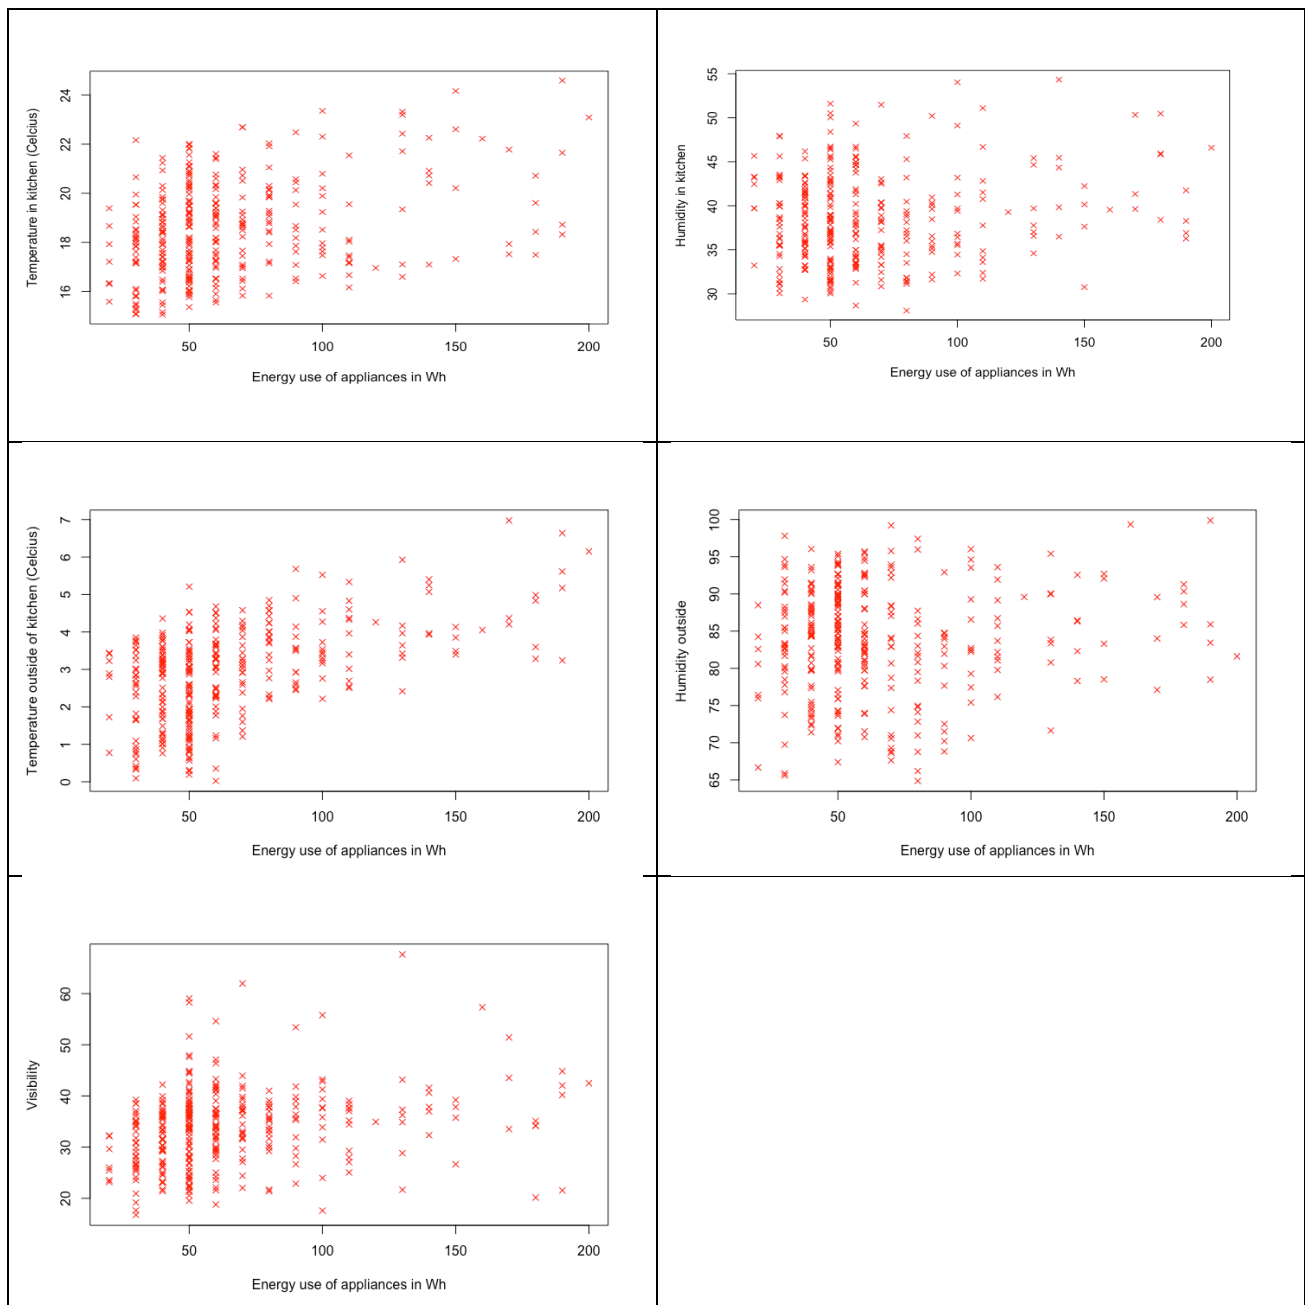 Temperature in kitchen (Celcius)
24
22
20
18
16
50 100 150 200
Energy use of appliances in Wh
Humidity in kitchen
55
50
45
40
35
30
50 100 150 200
Energy use of appliances in Wh
Temperature outside of kitchen (Celcius)
7
6
5
4
3
2
1
0
50 100 150 200
Energy use of appliances in Wh
Humidity outside
100
95
90
85
80
75
70
65
50 100 150 200
Energy use of appliances in Wh
Visibility
60
50
40
30
20
50 100 150 200
Energy use of appliances in Wh